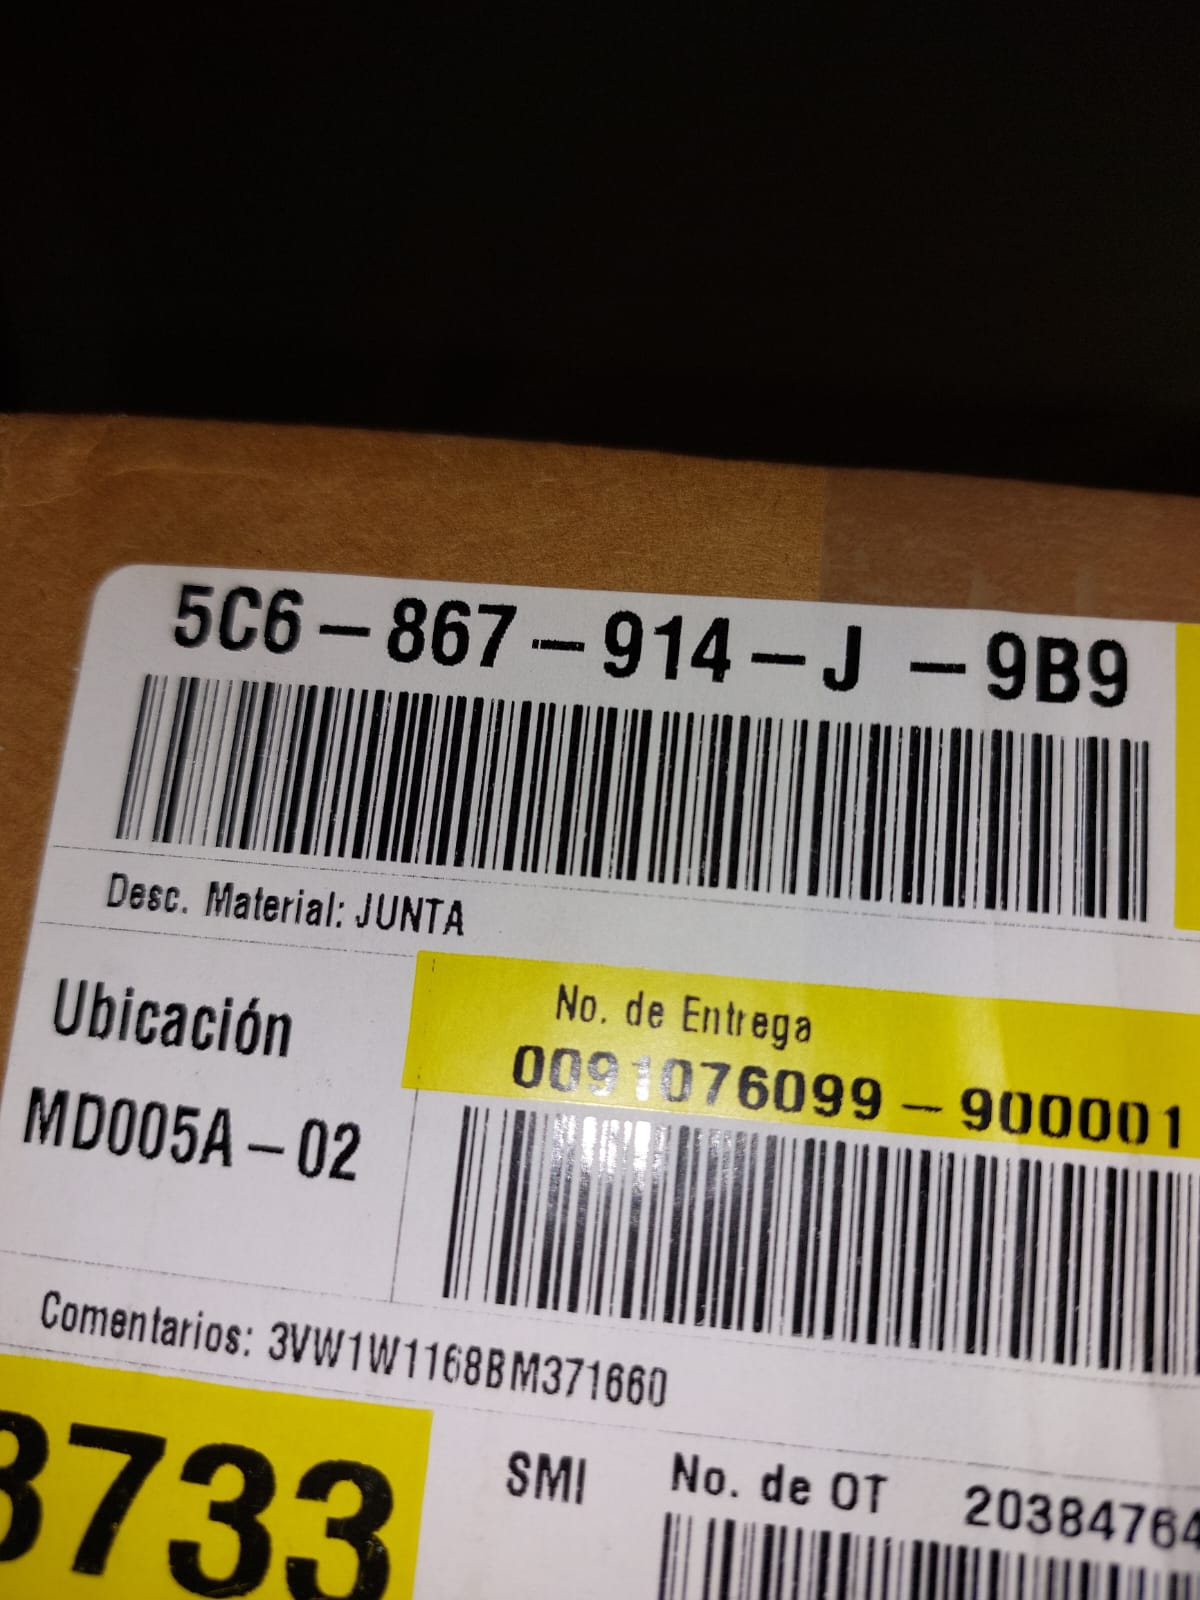 5C6-867-914-J -9B9
Desc. Material: JUNTA
Ubicación
No. de Entrega
0091076099-900001
MD005A-02
Comentarios: 3VW1W1168BM371660
3733
SMI No. de OT 20384764